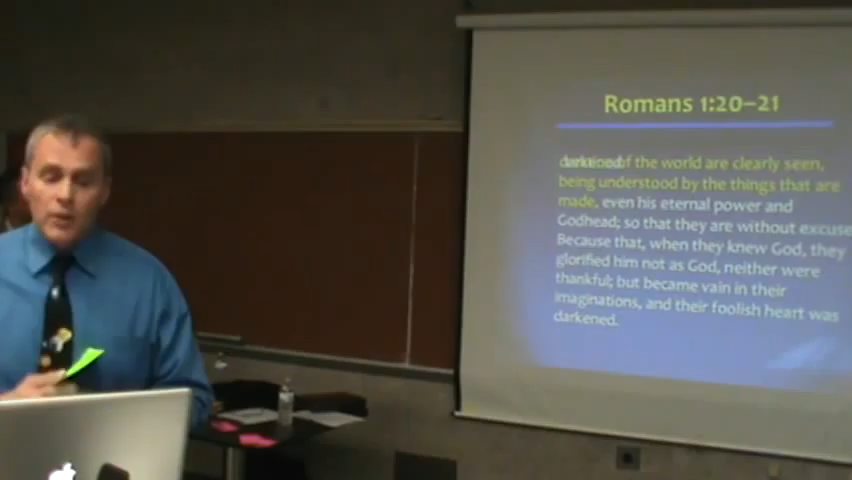 Romans 1:20–21
of the world are clearly seen,
being understood by the things that are
made, even his eternal power and
Godhead; so that they are without excuse
Because that, when they knew God, they
glorified him not as God, neither were
thankful; but became vain in their
imaginations, and their foolish heart was
darkened.